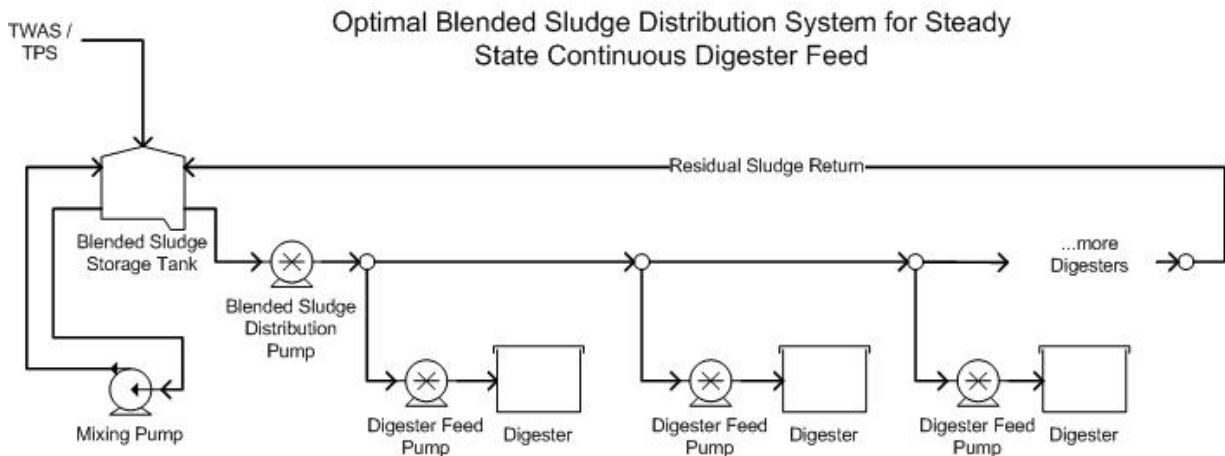 Optimal Blended Sludge Distribution System for Steady
State Continuous Digester Feed
TWAS /
TPS
Residual Sludge Return
Blended Sludge
Storage Tank
...more
Digesters
Blended Sludge
Distribution
Pump
Mixing Pump
Digester Feed
Pump
Digester
Digester Feed
Pump
Digester
Digester Feed
Pump
Digester